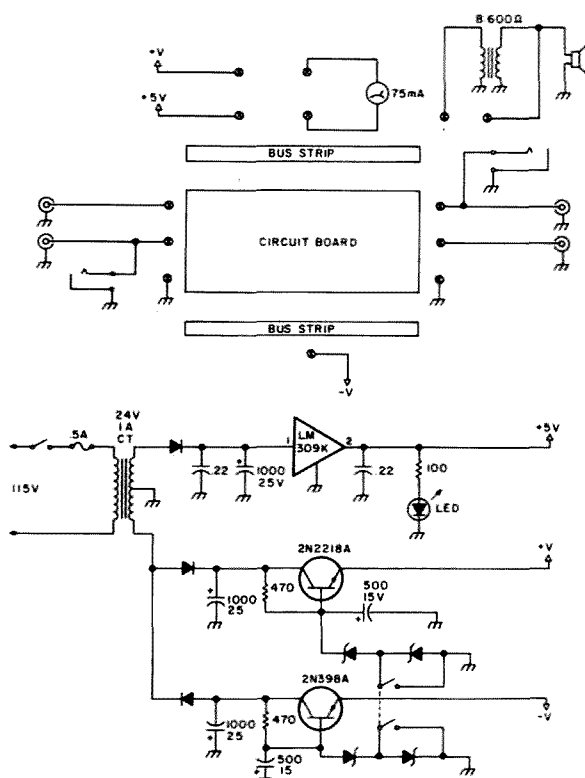 8:600Ω
+V
+5V
75mA
BUS STRIP
CIRCUIT BOARD
BUS STRIP
-V
24V
1A
CT
.5A
115V
1
LM
309K
2
.22
+
1000
25V
.22
100
LED
+5V
2N2218A
470
+
1000
25
500
15V
+
+V
2N398A
470
+
1000
25
500
15
+
-V